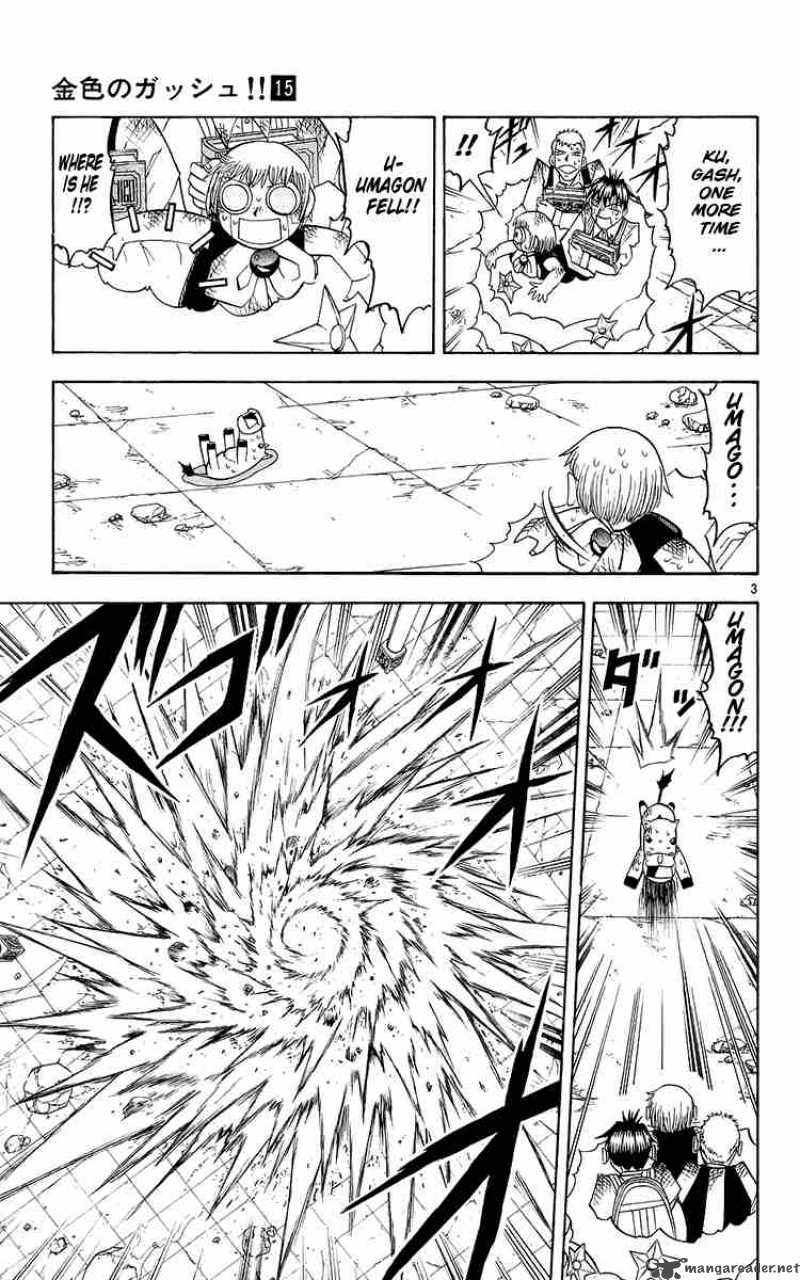 金色のガッシュ!! 15
KU,
GASH,
ONE
MORE
TIME
...
!!
U-
UMAGON
FELL!!
WHERE
IS HE
!!?
UMAGO...
3
UMAGON!!!
ダッ
mangareader.net